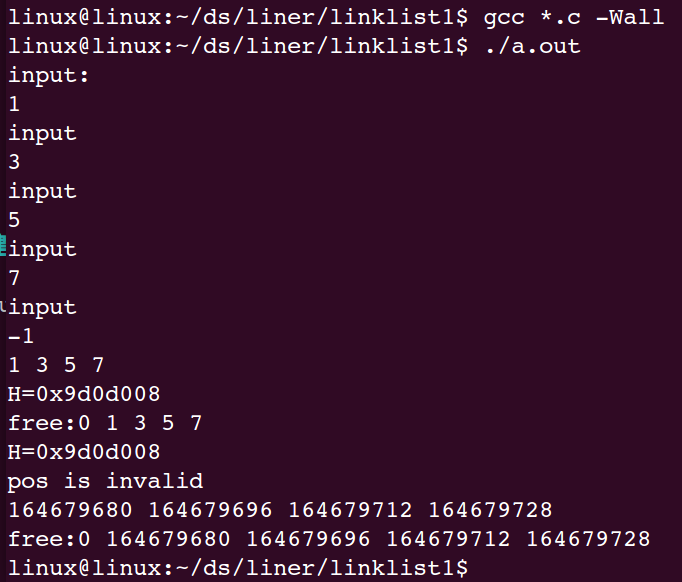 linux@linux:~/ds/liner/linklist1$ gcc *.c -Wall
linux@linux:~/ds/liner/linklist1$ ./a.out
input:
1
input
3
input
5
input
7
input
-1
1 3 5 7
H=0x9d0d008
free:0 1 3 5 7
H=0x9d0d008
pos is invalid
164679680 164679696 164679712 164679728
free:0 164679680 164679696 164679712 164679728
linux@linux:~/ds/liner/linklist1$